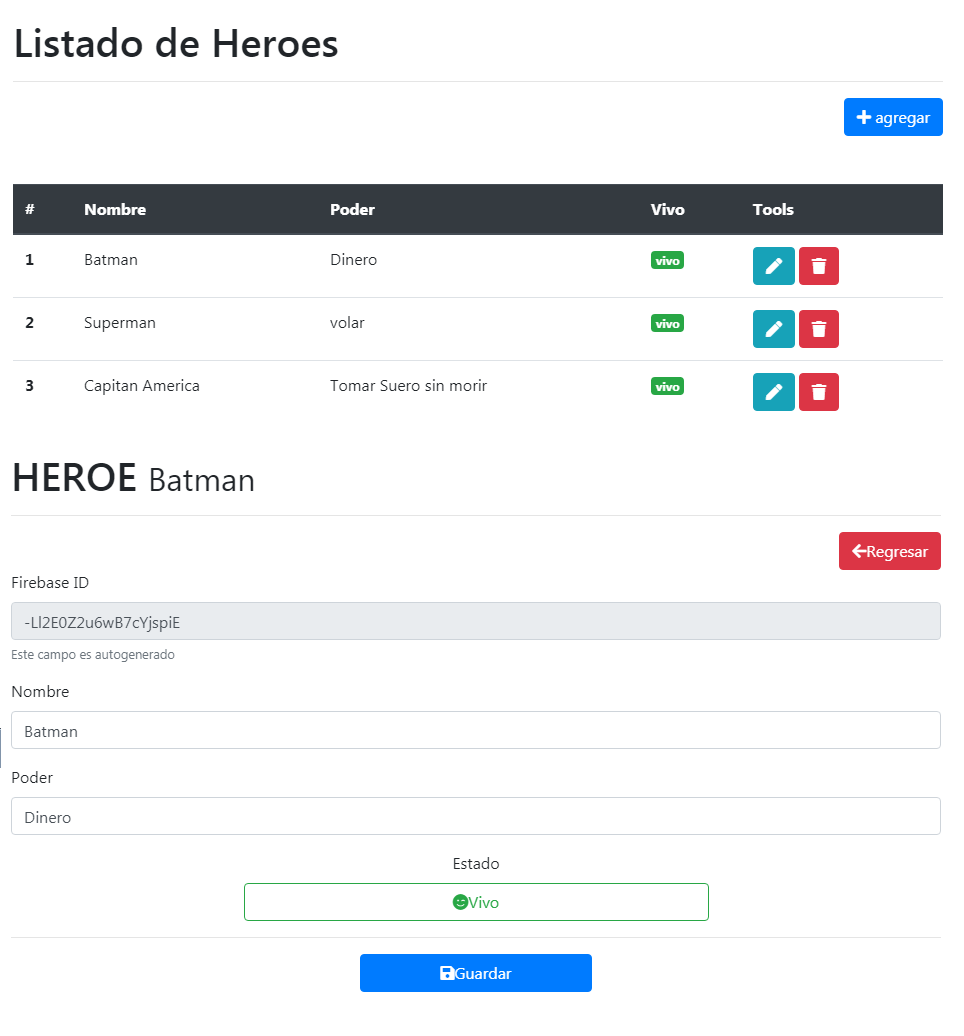 Listado de Heroes
agregar
# Nombre Poder Vivo Tools
1 Batman Dinero vivo
2 Superman volar vivo
3 Capitan America Tomar Suero sin morir vivo
HEROE Batman
Regresar
Firebase ID
-Ll2E0Z2u6wB7cYjspiE
Este campo es autogenerado
Nombre
Batman
Poder
Dinero
Estado
Vivo
Guardar